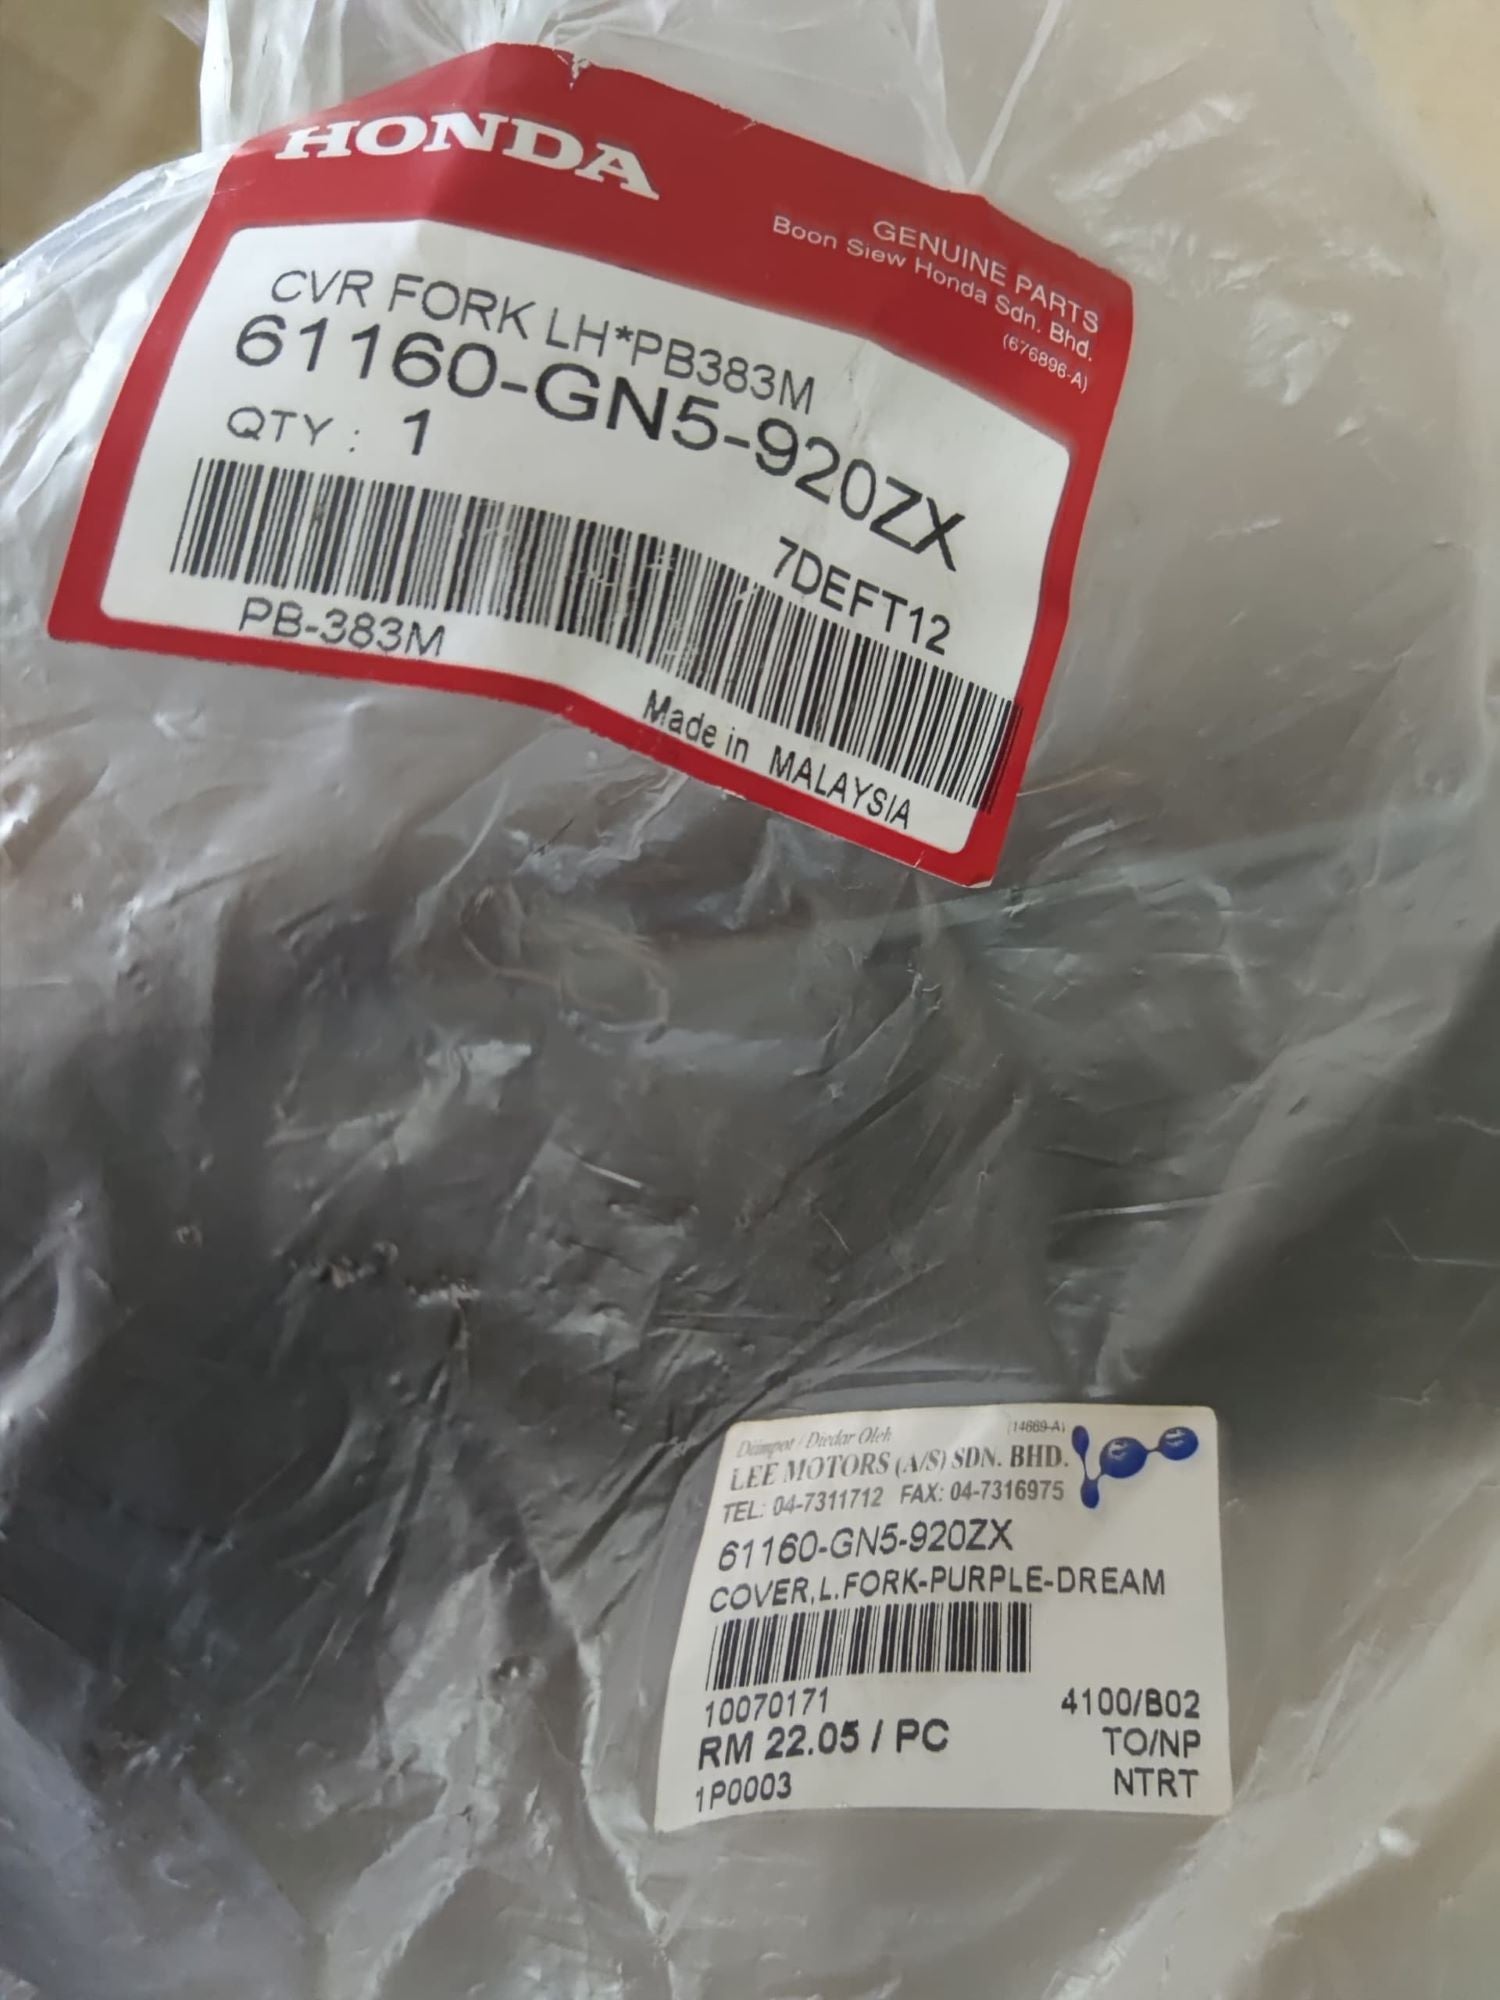 HONDA
GENUINE PARTS
Boon Siew Honda Sdn. Bhd.
(676896-A)
CVR FORK LH*PB383M
61160-GN5-920ZX
QTY : 1
7DEFT12
PB-383M
Made in MALAYSIA
Diimpot / Diedar Oleh
(14669-A)
LEE MOTORS (A/S) SDN. BHD.
TEL: 04-7311712 FAX: 04-7316975
61160-GN5-920ZX
COVER,L.FORK-PURPLE-DREAM
10070171 4100/B02
RM 22.05 / PC TO/NP
1P0003 NTRT